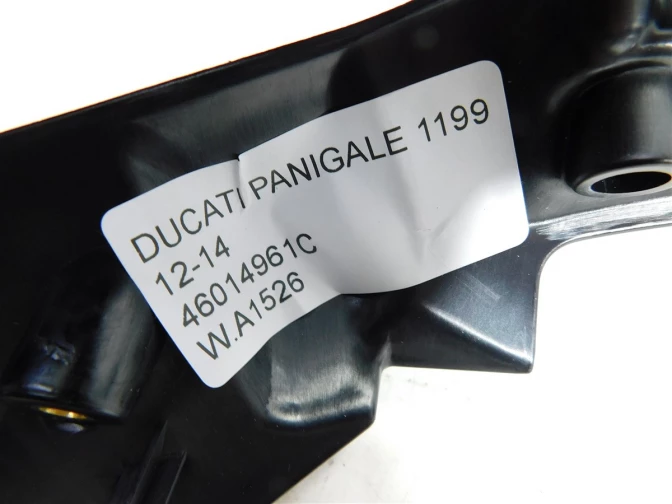 DUCATI PANIGALE 1199
12-14
46014961C
W.A1526